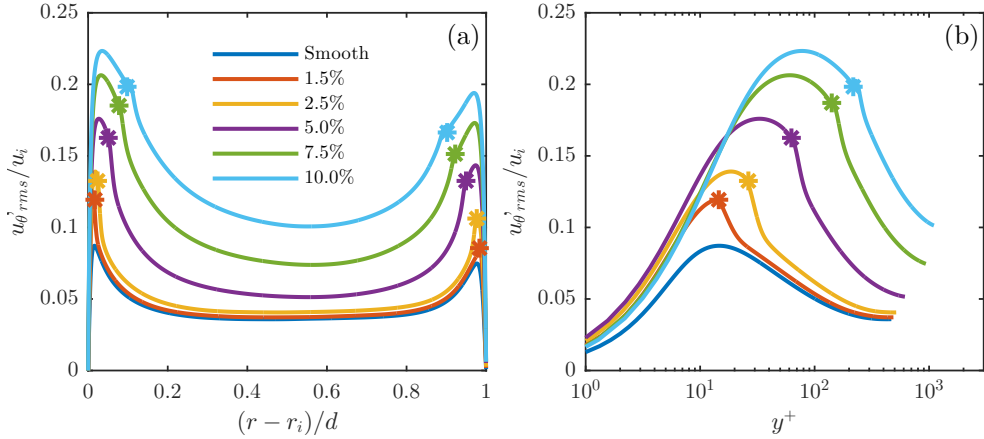 (a)
0.25
0.2
0.15
0.1
0.05
0
u'θ rms/ui
Smooth
1.5%
2.5%
5.0%
7.5%
10.0%
0 0.2 0.4 0.6 0.8 1
(r − ri)/d
(b)
0.25
0.2
0.15
0.1
0.05
0
u'θ rms/ui
10^0 10^1 10^2 10^3
y+